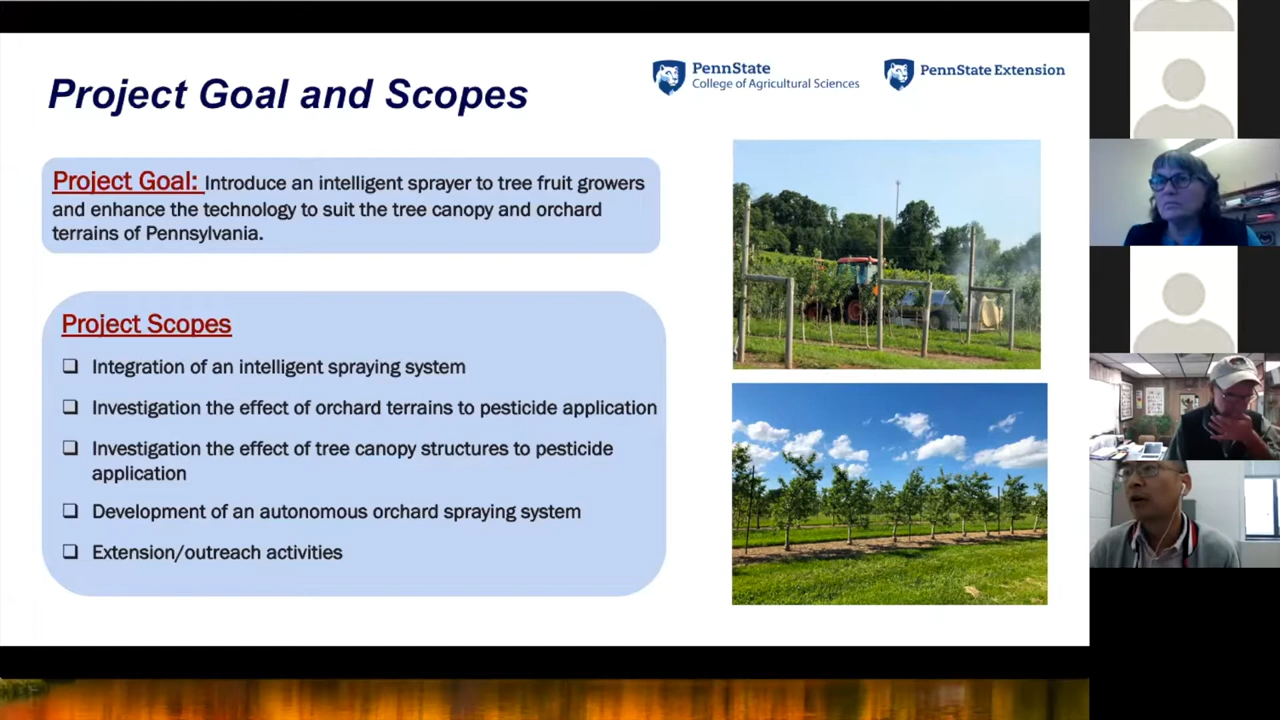 Project Goal and Scopes
PennState
College of Agricultural Sciences
PennState Extension
Project Goal: Introduce an intelligent sprayer to tree fruit growers
and enhance the technology to suit the tree canopy and orchard
terrains of Pennsylvania.
Project Scopes
Integration of an intelligent spraying system
Investigation the effect of orchard terrains to pesticide application
Investigation the effect of tree canopy structures to pesticide
application
Development of an autonomous orchard spraying system
Extension/outreach activities